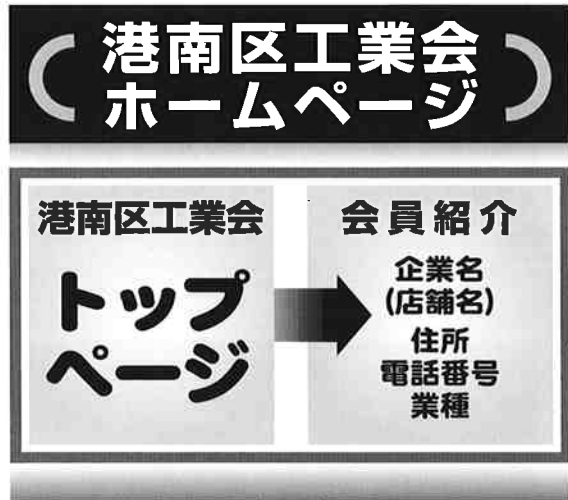 港南区工業会
ホームページ
港南区工業会
トップ
ページ
会員紹介
企業名
(店舗名)
住所
電話番号
業種